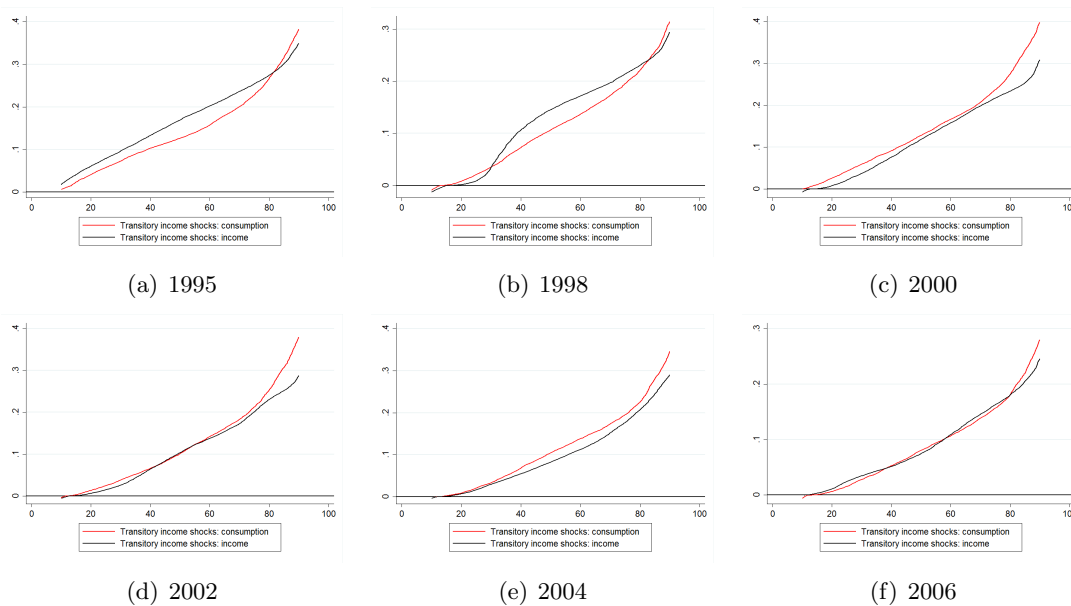 .4
.3
.2
.1
0
0 20 40 60 80 100
Transitory income shocks: consumption
Transitory income shocks: income
(a) 1995
.3
.2
.1
0
0 20 40 60 80 100
Transitory income shocks: consumption
Transitory income shocks: income
(b) 1998
.4
.3
.2
.1
0
0 20 40 60 80 100
Transitory income shocks: consumption
Transitory income shocks: income
(c) 2000
.4
.3
.2
.1
0
0 20 40 60 80 100
Transitory income shocks: consumption
Transitory income shocks: income
(d) 2002
.4
.3
.2
.1
0
0 20 40 60 80 100
Transitory income shocks: consumption
Transitory income shocks: income
(e) 2004
.3
.2
.1
0
0 20 40 60 80 100
Transitory income shocks: consumption
Transitory income shocks: income
(f) 2006